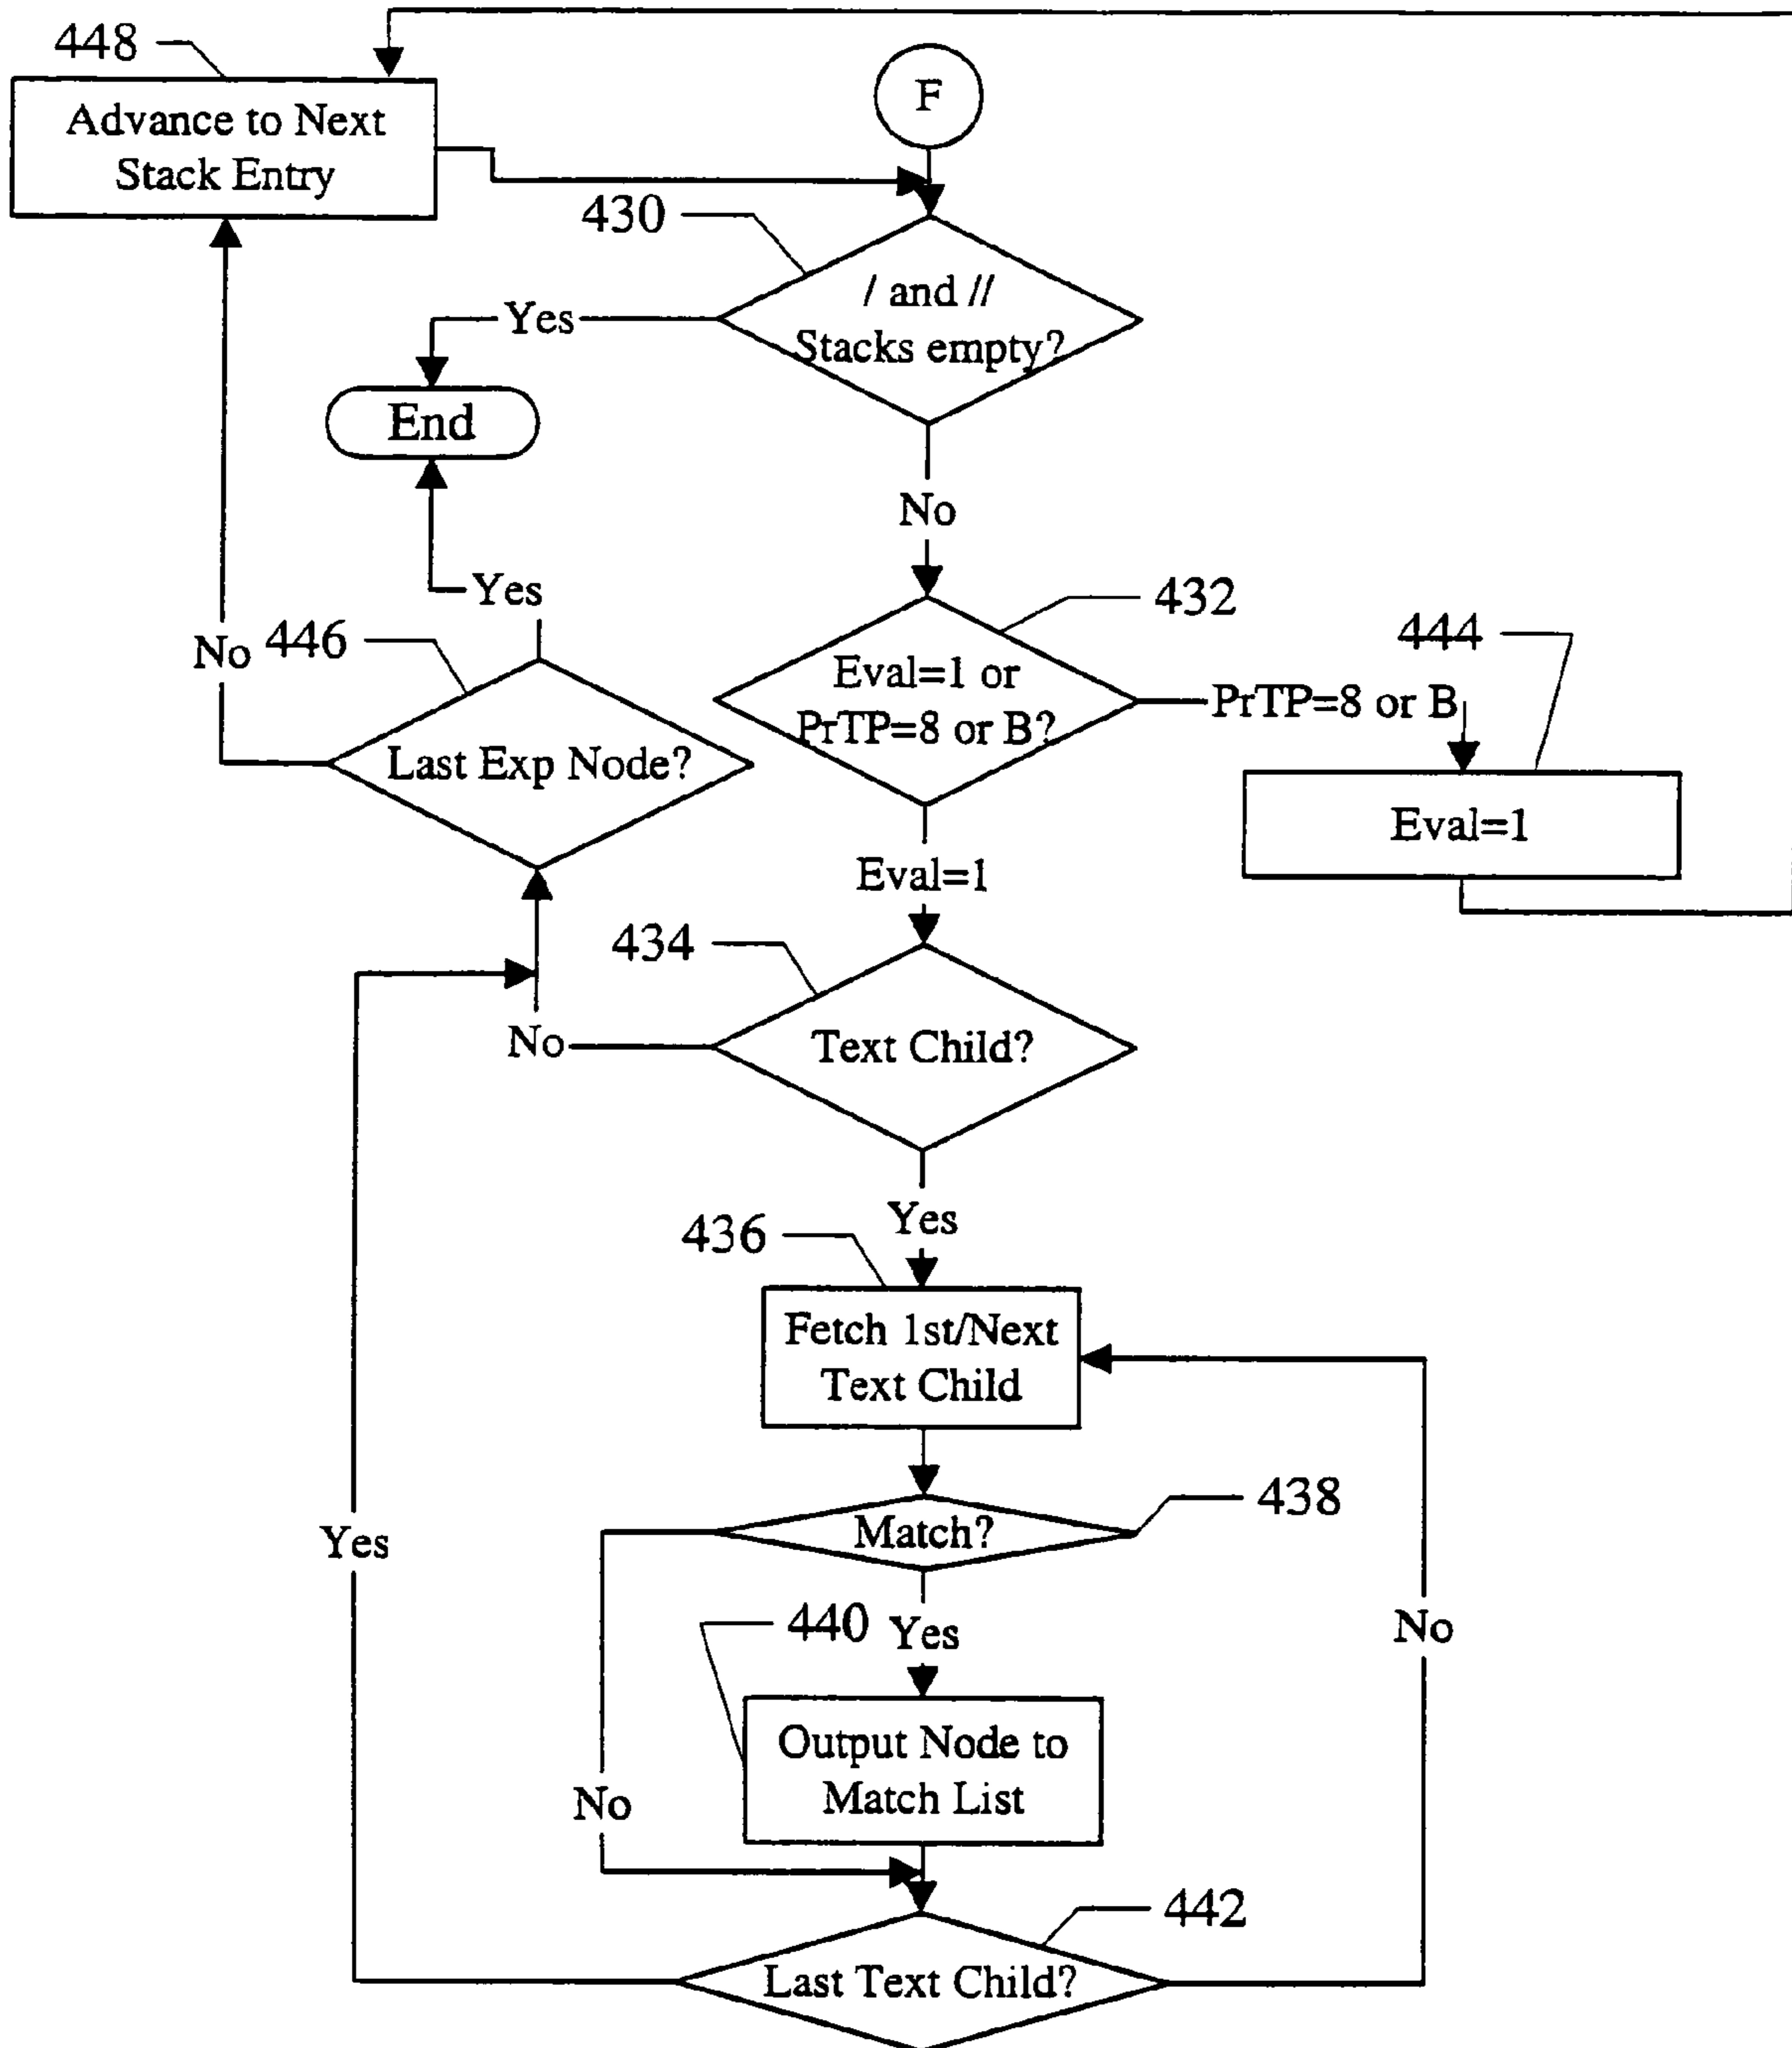 448
F
Advance to Next
Stack Entry
430
/ and //
Stacks empty?
Yes
End
No
Yes
432
444
No
446
Eval=1 or
PrTP=8 or B?
PrTP=8 or B
Last Exp Node?
Eval=1
Eval=1
434
No
Text Child?
Yes
436
Fetch 1st/Next
Text Child
438
Match?
Yes
440
Yes
No
Output Node to
Match List
No
442
Last Text Child?